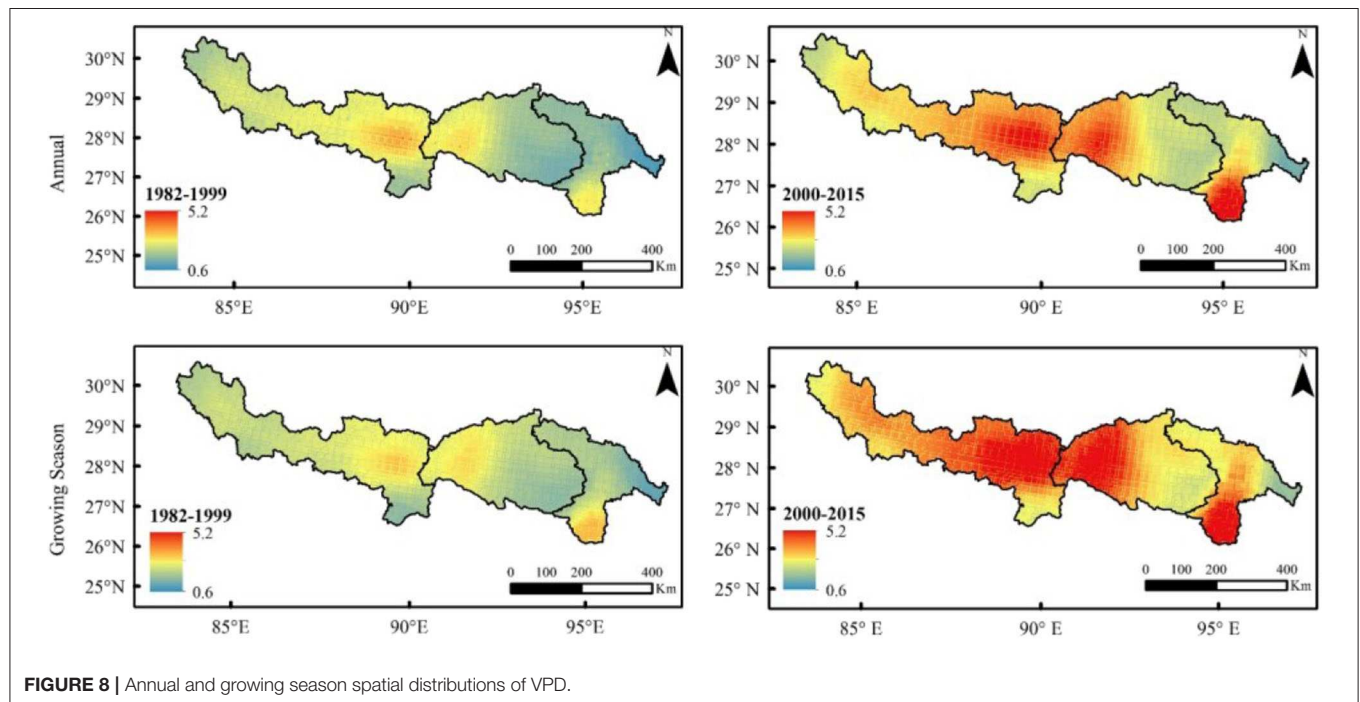 N
30°N
29°N
28°N
27°N
26°N
25°N
Annual
1982-1999
5.2
0.6
0 100 200 400
Km
85°E 90°E 95°E
N
30° N
29° N
28° N
27° N
26° N
25° N
2000-2015
5.2
0.6
0 100 200 400
Km
85° E 90° E 95° E
N
30°N
29°N
28°N
27°N
26°N
25°N
Growing Season
1982-1999
5.2
0.6
0 100 200 400
Km
85°E 90°E 95°E
N
30° N
29° N
28° N
27° N
26° N
25° N
2000-2015
5.2
0.6
0 100 200 400
Km
85° E 90° E 95° E
FIGURE 8 | Annual and growing season spatial distributions of VPD.